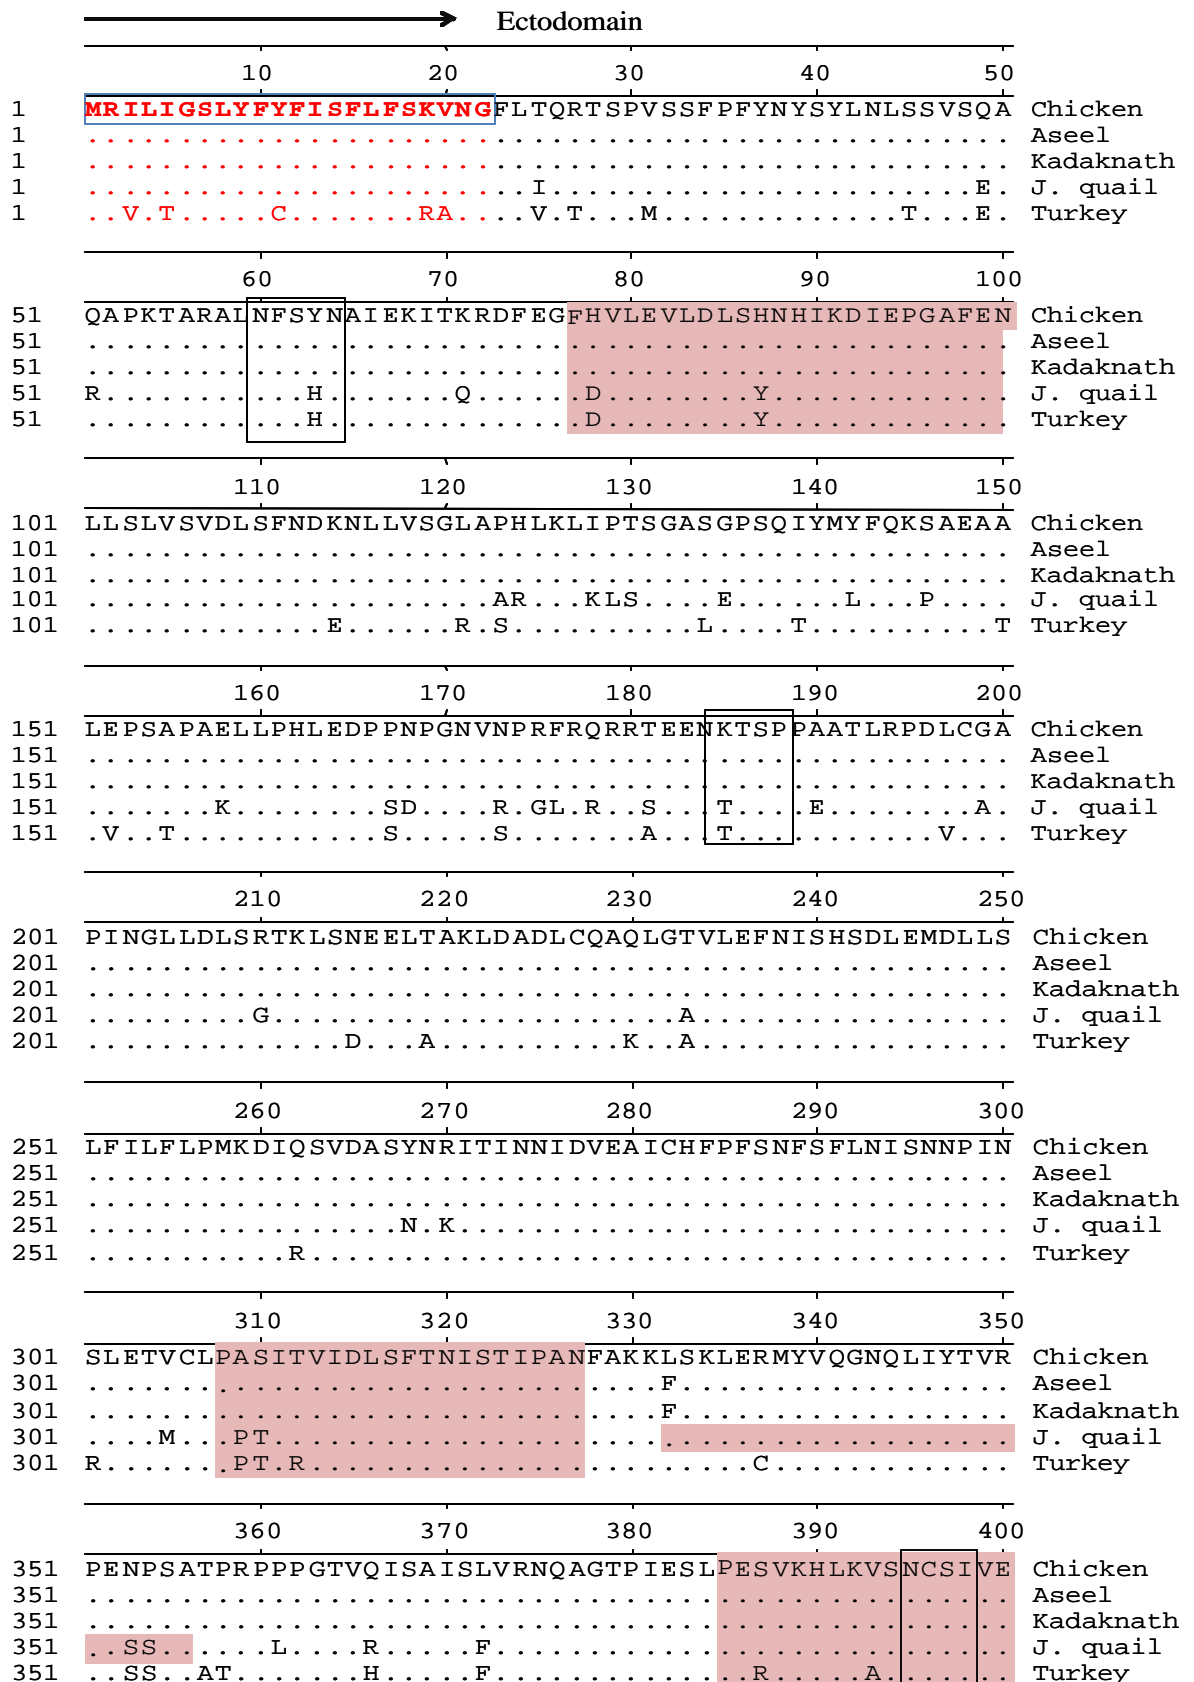 Ectodomain
10 20 30 40 50
1 MRILIGSLYFYFISFLFSKVNGFLTQRTSPVSSFPFYNYSYLNLSSVSQA Chicken
1 .................................................. Aseel
1 .................................................. Kadaknath
1 ........................I.......................E. J. quail
1 ..V.T.....C.......RA....V.T...M.............T...E. Turkey
60 70 80 90 100
51 QAPKTARALNFSYNAIEKITKRDFEGFHVLEVLDLSHNHIKDIEPGAFEN Chicken
51 .................................................. Aseel
51 .................................................. Kadaknath
51 R...........H.......Q......D........Y............. J. quail
51 ............H..............D........Y............. Turkey
110 120 130 140 150
101 LLSLVSVDLSFNDKNLLVSGLAPHLKLIPTSGASGPSQIYMYFQKSAEAA Chicken
101 .................................................. Aseel
101 .................................................. Kadaknath
101 ......................AR...KLS....E......L...P.... J. quail
101 .............E......R.S..........L....T..........T Turkey
160 170 180 190 200
151 LEPSAPAELLPHLEDPPNPGNVNPRFRQRRTEENKTSPPAATLRPDLCGA Chicken
151 .................................................. Aseel
151 .................................................. Kadaknath
151 .......K........SD....R.GL.R..S...T....E........A. J. quail
151 .V..T...........S.....S.......A...T...........V... Turkey
210 220 230 240 250
201 PINGLLDLSRTKLSNEELTAKLDADLCQAQLGTVLEFNISHSDLEMDLLS Chicken
201 .................................................. Aseel
201 .................................................. Kadaknath
201 .........G......................A................. J. quail
201 ..............D...A..........K..A................. Turkey
260 270 280 290 300
251 LFILFLPMKDIQSVDASYNRITINNIDVEAICHFPFSNFSFLNISNNPIN Chicken
251 .................................................. Aseel
251 .................................................. Kadaknath
251 .................N.K.............................. J. quail
251 ...........R...................................... Turkey
310 320 330 340 350
301 SLETVCLPASITVIDLSFTNISTIPANFAKKLSKLERMYVQGNQLIYTVR Chicken
301 ...............................F.................. Aseel
301 ...............................F.................. Kadaknath
301 ....M...PT........................................ J. quail
301 R.......PT.R........................C............. Turkey
360 370 380 390 400
351 PENPSATPRPPPGTVQISAISLVRNQAGTPIESLPESVKHLKVSNCSIVE Chicken
351 .................................................. Aseel
351 .................................................. Kadaknath
351 ..SS......L....R.....F............................ J. quail
351 ..SS..AT.......H.....F..............R.....A....... Turkey